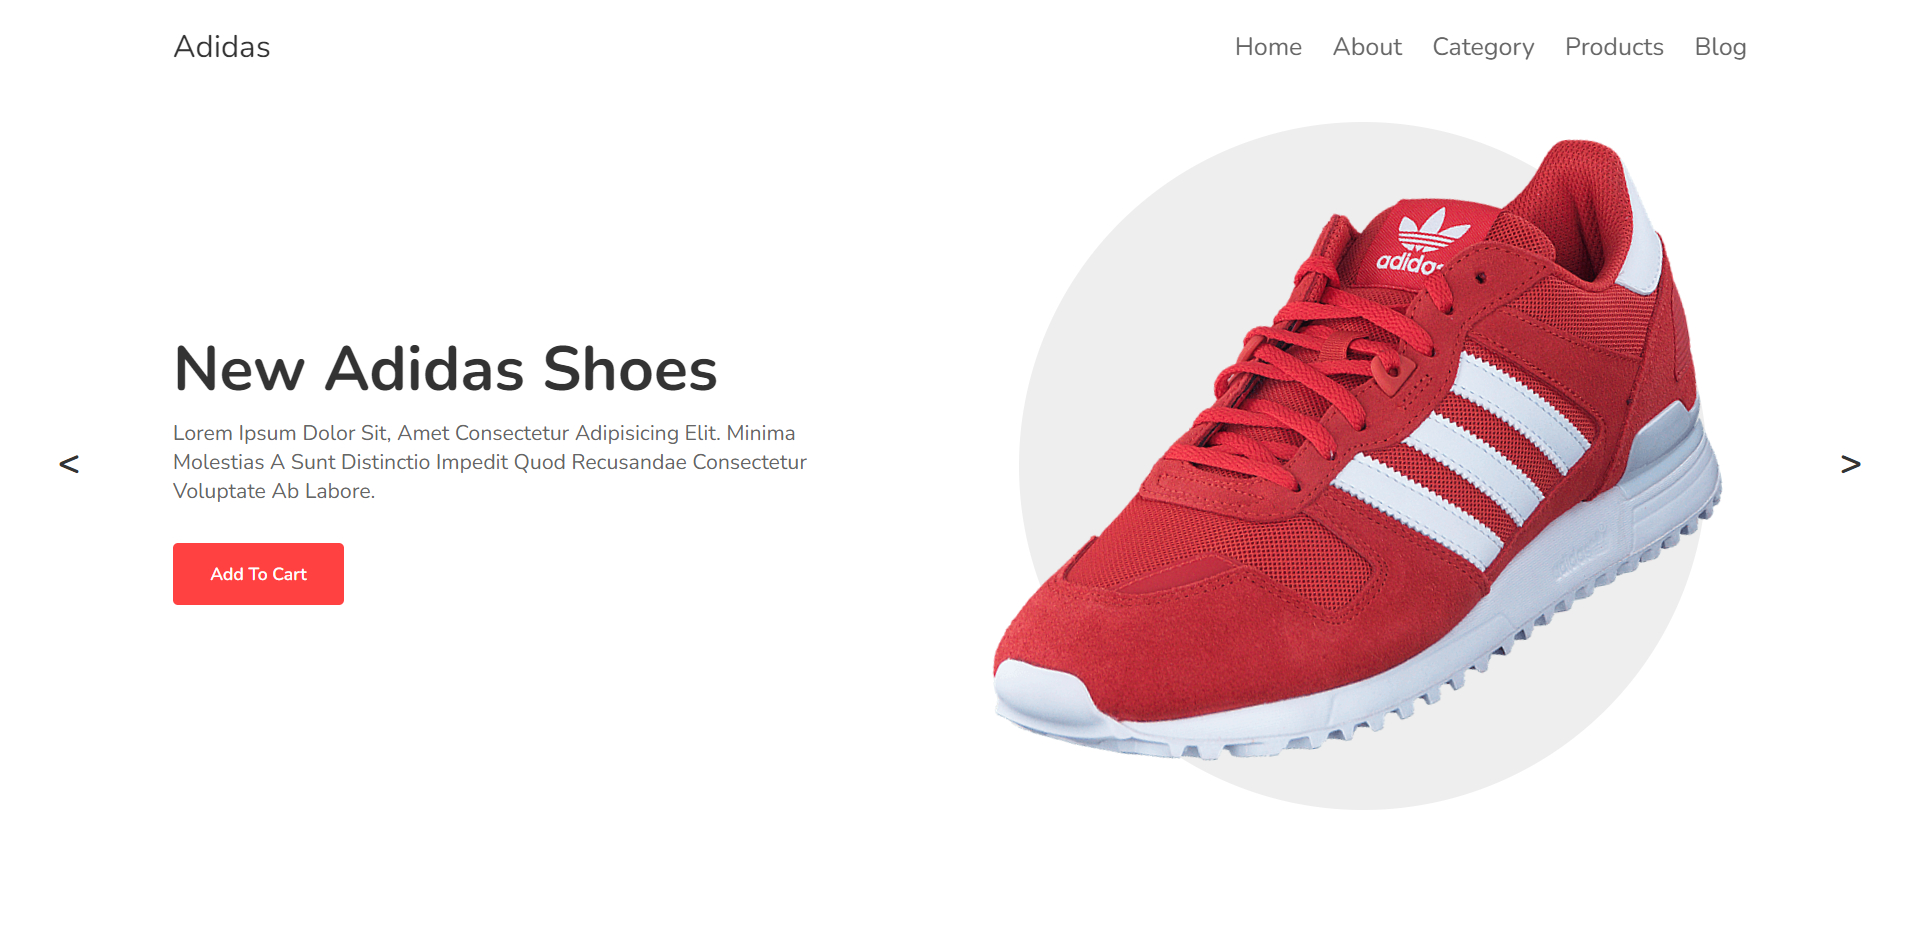 Adidas
Home About Category Products Blog
adidas
New Adidas Shoes
Lorem Ipsum Dolor Sit, Amet Consectetur Adipisicing Elit. Minima
Molestias A Sunt Distinctio Impedit Quod Recusandae Consectetur
Voluptate Ab Labore.
<
>
Add To Cart